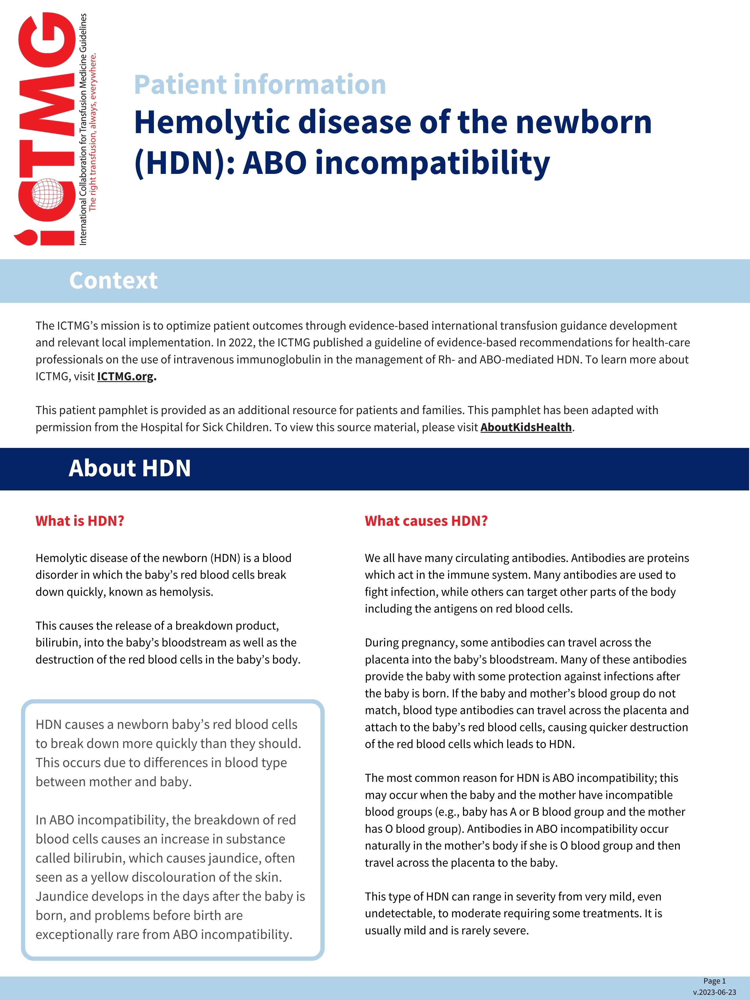 iCTMG
International Collaboration for Transfusion Medicine Guidelines
The right transfusion, always, everywhere.
Patient information
Hemolytic disease of the newborn
(HDN): ABO incompatibility
Context
The ICTMG’s mission is to optimize patient outcomes through evidence-based international transfusion guidance development
and relevant local implementation. In 2022, the ICTMG published a guideline of evidence-based recommendations for health-care
professionals on the use of intravenous immunoglobulin in the management of Rh- and ABO-mediated HDN. To learn more about
ICTMG, visit ICTMG.org.
This patient pamphlet is provided as an additional resource for patients and families. This pamphlet has been adapted with
permission from the Hospital for Sick Children. To view this source material, please visit AboutKidsHealth.
About HDN
What is HDN?
Hemolytic disease of the newborn (HDN) is a blood
disorder in which the baby’s red blood cells break
down quickly, known as hemolysis.
This causes the release of a breakdown product,
bilirubin, into the baby’s bloodstream as well as the
destruction of the red blood cells in the baby’s body.
HDN causes a newborn baby’s red blood cells
to break down more quickly than they should.
This occurs due to differences in blood type
between mother and baby.
In ABO incompatibility, the breakdown of red
blood cells causes an increase in substance
called bilirubin, which causes jaundice, often
seen as a yellow discolouration of the skin.
Jaundice develops in the days after the baby is
born, and problems before birth are
exceptionally rare from ABO incompatibility.
What causes HDN?
We all have many circulating antibodies. Antibodies are proteins
which act in the immune system. Many antibodies are used to
fight infection, while others can target other parts of the body
including the antigens on red blood cells.
During pregnancy, some antibodies can travel across the
placenta into the baby’s bloodstream. Many of these antibodies
provide the baby with some protection against infections after
the baby is born. If the baby and mother’s blood group do not
match, blood type antibodies can travel across the placenta and
attach to the baby’s red blood cells, causing quicker destruction
of the red blood cells which leads to HDN.
The most common reason for HDN is ABO incompatibility; this
may occur when the baby and the mother have incompatible
blood groups (e.g., baby has A or B blood group and the mother
has O blood group). Antibodies in ABO incompatibility occur
naturally in the mother’s body if she is O blood group and then
travel across the placenta to the baby.
This type of HDN can range in severity from very mild, even
undetectable, to moderate requiring some treatments. It is
usually mild and is rarely severe.
Page 1
v.2023-06-23